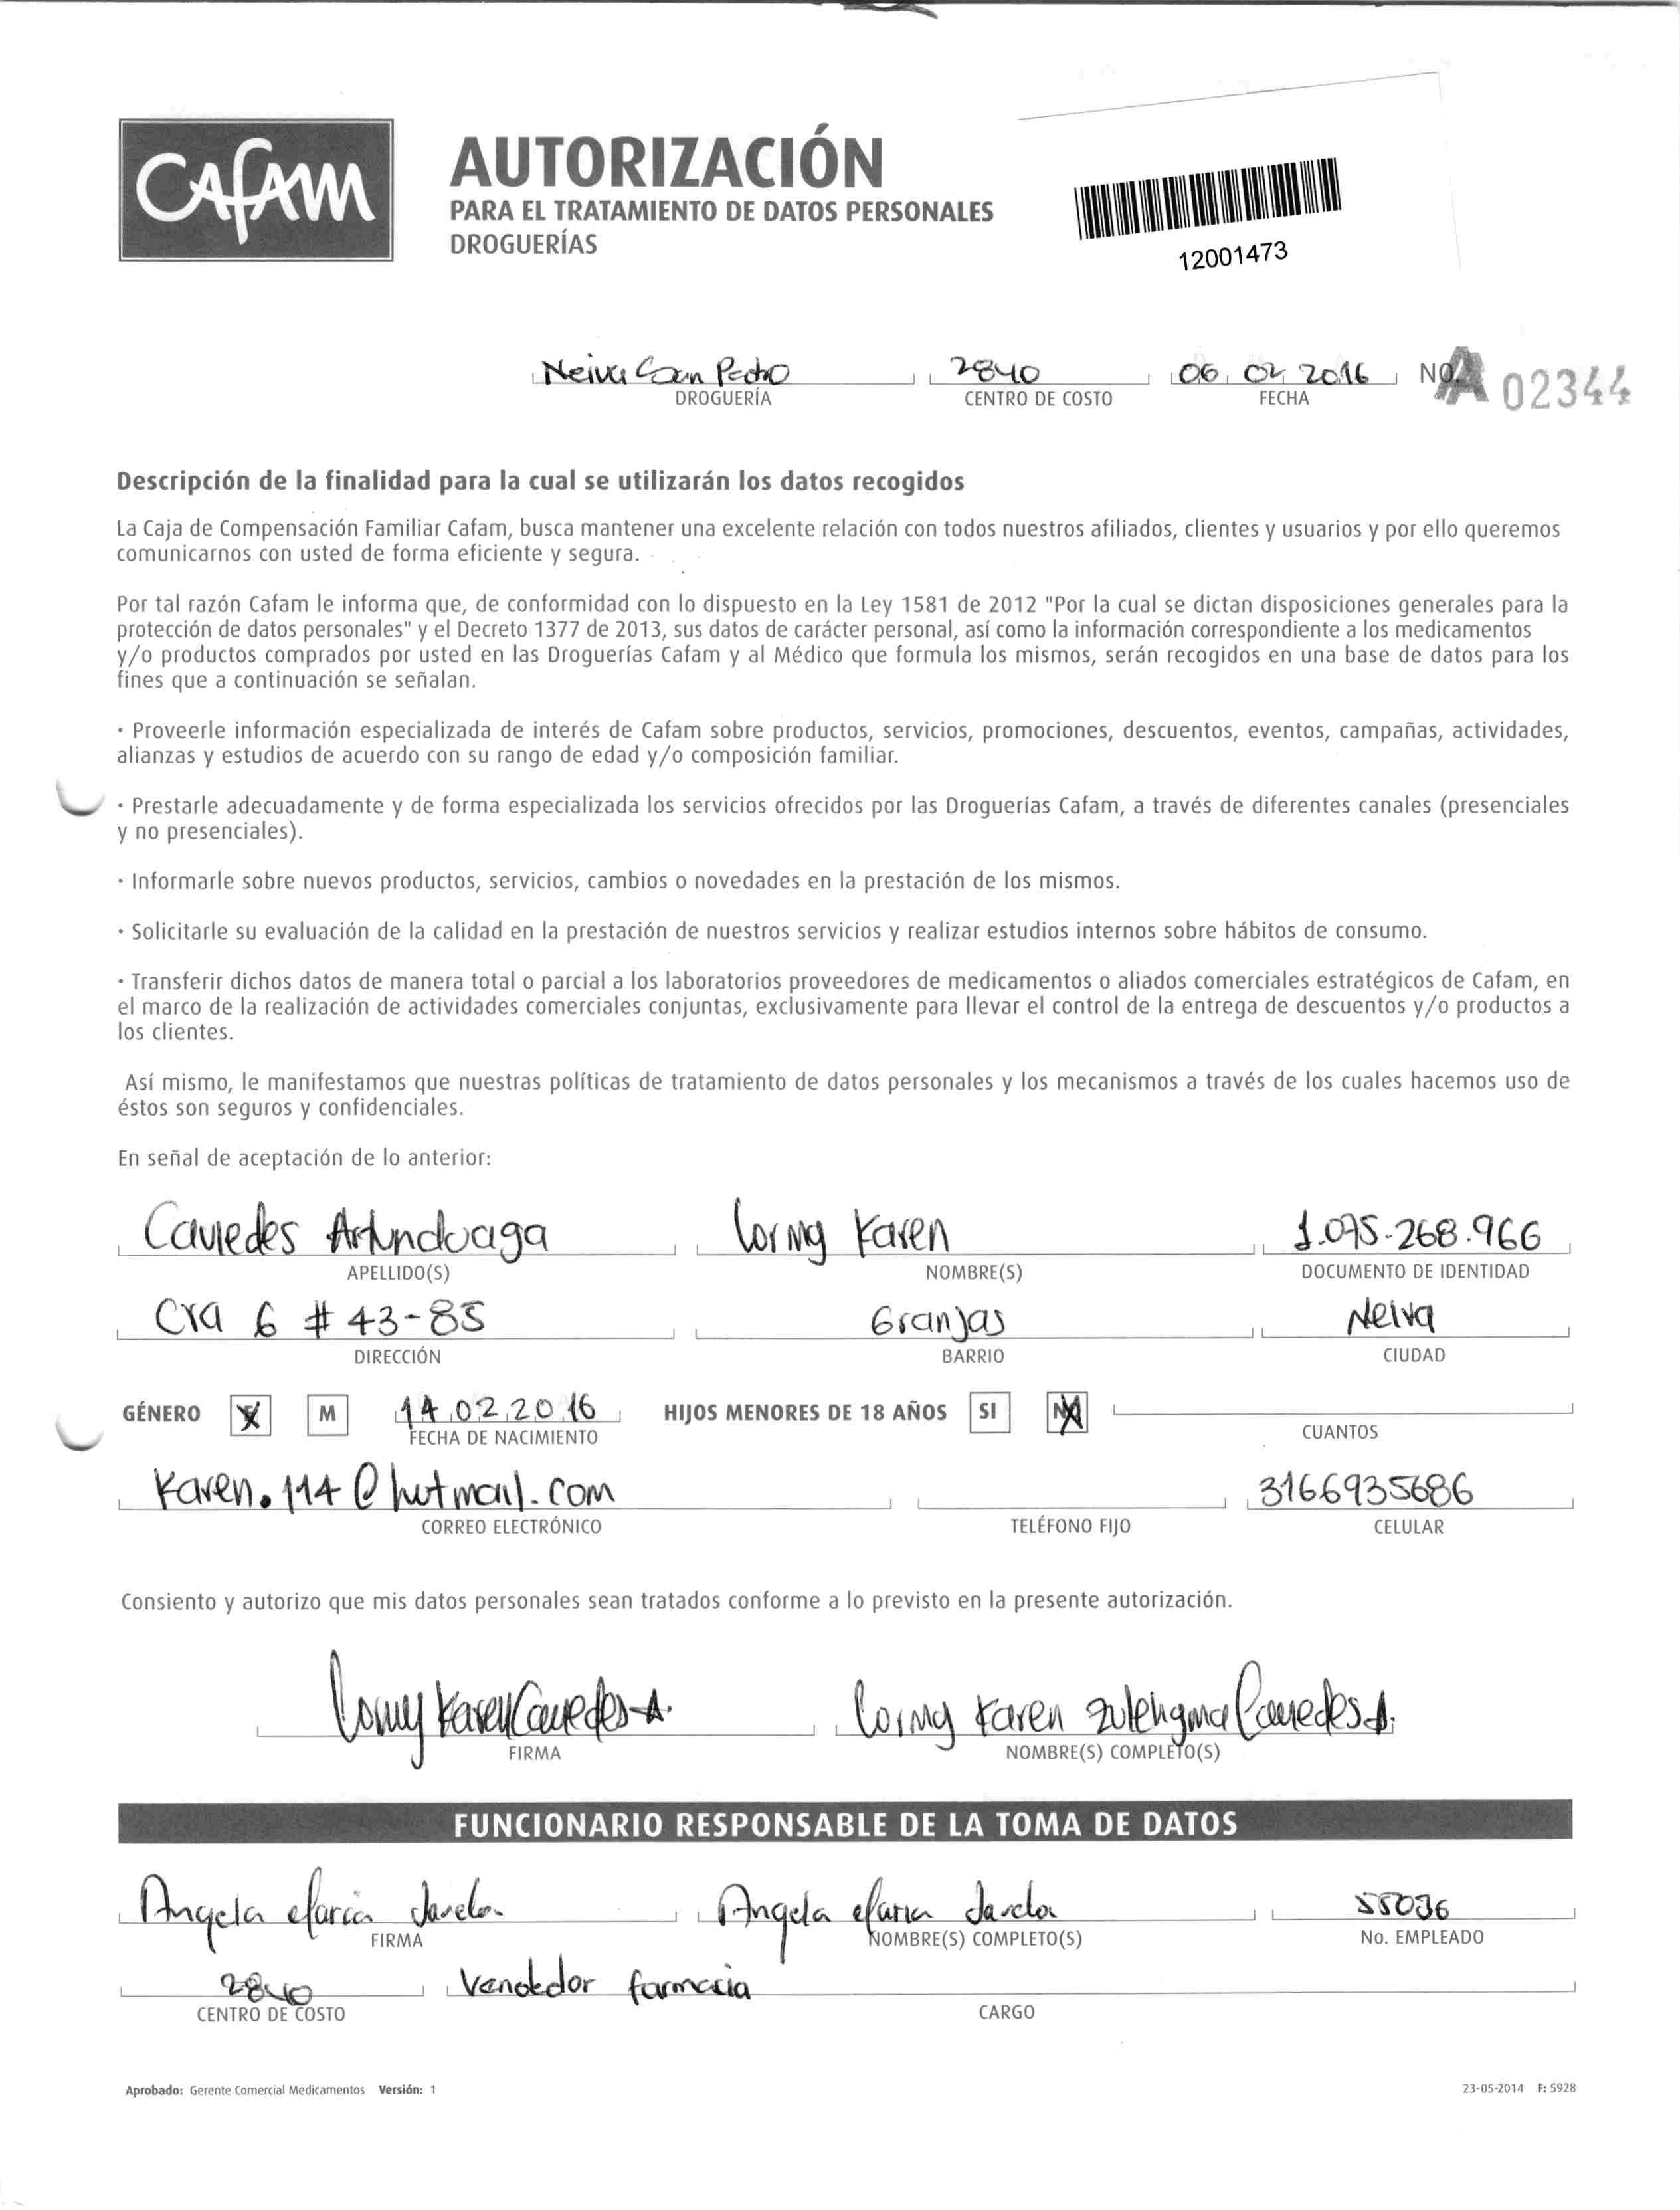 CAFAM
AUTORIZACIÓN
PARA EL TRATAMIENTO DE DATOS PERSONALES
DROGUERÍAS
12001473
Neiva San Pedro 2840 06 02 2016 No. A 02344
DROGUERÍA CENTRO DE COSTO FECHA
Descripción de la finalidad para la cual se utilizarán los datos recogidos
La Caja de Compensación Familiar Cafam, busca mantener una excelente relación con todos nuestros afiliados, clientes y usuarios y por ello queremos
comunicarnos con usted de forma eficiente y segura.
Por tal razón Cafam le informa que, de conformidad con lo dispuesto en la Ley 1581 de 2012 "Por la cual se dictan disposiciones generales para la
protección de datos personales" y el Decreto 1377 de 2013, sus datos de carácter personal, así como la información correspondiente a los medicamentos
y/o productos comprados por usted en las Droguerías Cafam y al Médico que formula los mismos, serán recogidos en una base de datos para los
fines que a continuación se señalan.
· Proveerle información especializada de interés de Cafam sobre productos, servicios, promociones, descuentos, eventos, campañas, actividades,
alianzas y estudios de acuerdo con su rango de edad y/o composición familiar.
· Prestarle adecuadamente y de forma especializada los servicios ofrecidos por las Droguerías Cafam, a través de diferentes canales (presenciales
y no presenciales).
· Informarle sobre nuevos productos, servicios, cambios o novedades en la prestación de los mismos.
· Solicitarle su evaluación de la calidad en la prestación de nuestros servicios y realizar estudios internos sobre hábitos de consumo.
· Transferir dichos datos de manera total o parcial a los laboratorios proveedores de medicamentos o aliados comerciales estratégicos de Cafam, en
el marco de la realización de actividades comerciales conjuntas, exclusivamente para llevar el control de la entrega de descuentos y/o productos a
los clientes.
Así mismo, le manifestamos que nuestras políticas de tratamiento de datos personales y los mecanismos a través de los cuales hacemos uso de
éstos son seguros y confidenciales.
En señal de aceptación de lo anterior:
Caviedes Artunduaga Loriny Karen 1.075.268.966
APELLIDO(S) NOMBRE(S) DOCUMENTO DE IDENTIDAD
Cra 6 # 43-85 Granjas Neiva
DIRECCIÓN BARRIO CIUDAD
GÉNERO F M 14 02 2016 HIJOS MENORES DE 18 AÑOS SI NO
FECHA DE NACIMIENTO CUANTOS
Karen.114@hotmail.com 3166935686
CORREO ELECTRÓNICO TELÉFONO FIJO CELULAR
Consiento y autorizo que mis datos personales sean tratados conforme a lo previsto en la presente autorización.
Loriny Karen Caviedes A. Loriny Karen Zulehgma Caviedes A.
FIRMA NOMBRE(S) COMPLETO(S)
FUNCIONARIO RESPONSABLE DE LA TOMA DE DATOS
Angela Angela 55036
FIRMA NOMBRE(S) COMPLETO(S) No. EMPLEADO
2840 Vendedor farmacia
CENTRO DE COSTO CARGO
Aprobado: Gerente Comercial Medicamentos Versión: 1 23-05-2014 F: 5928